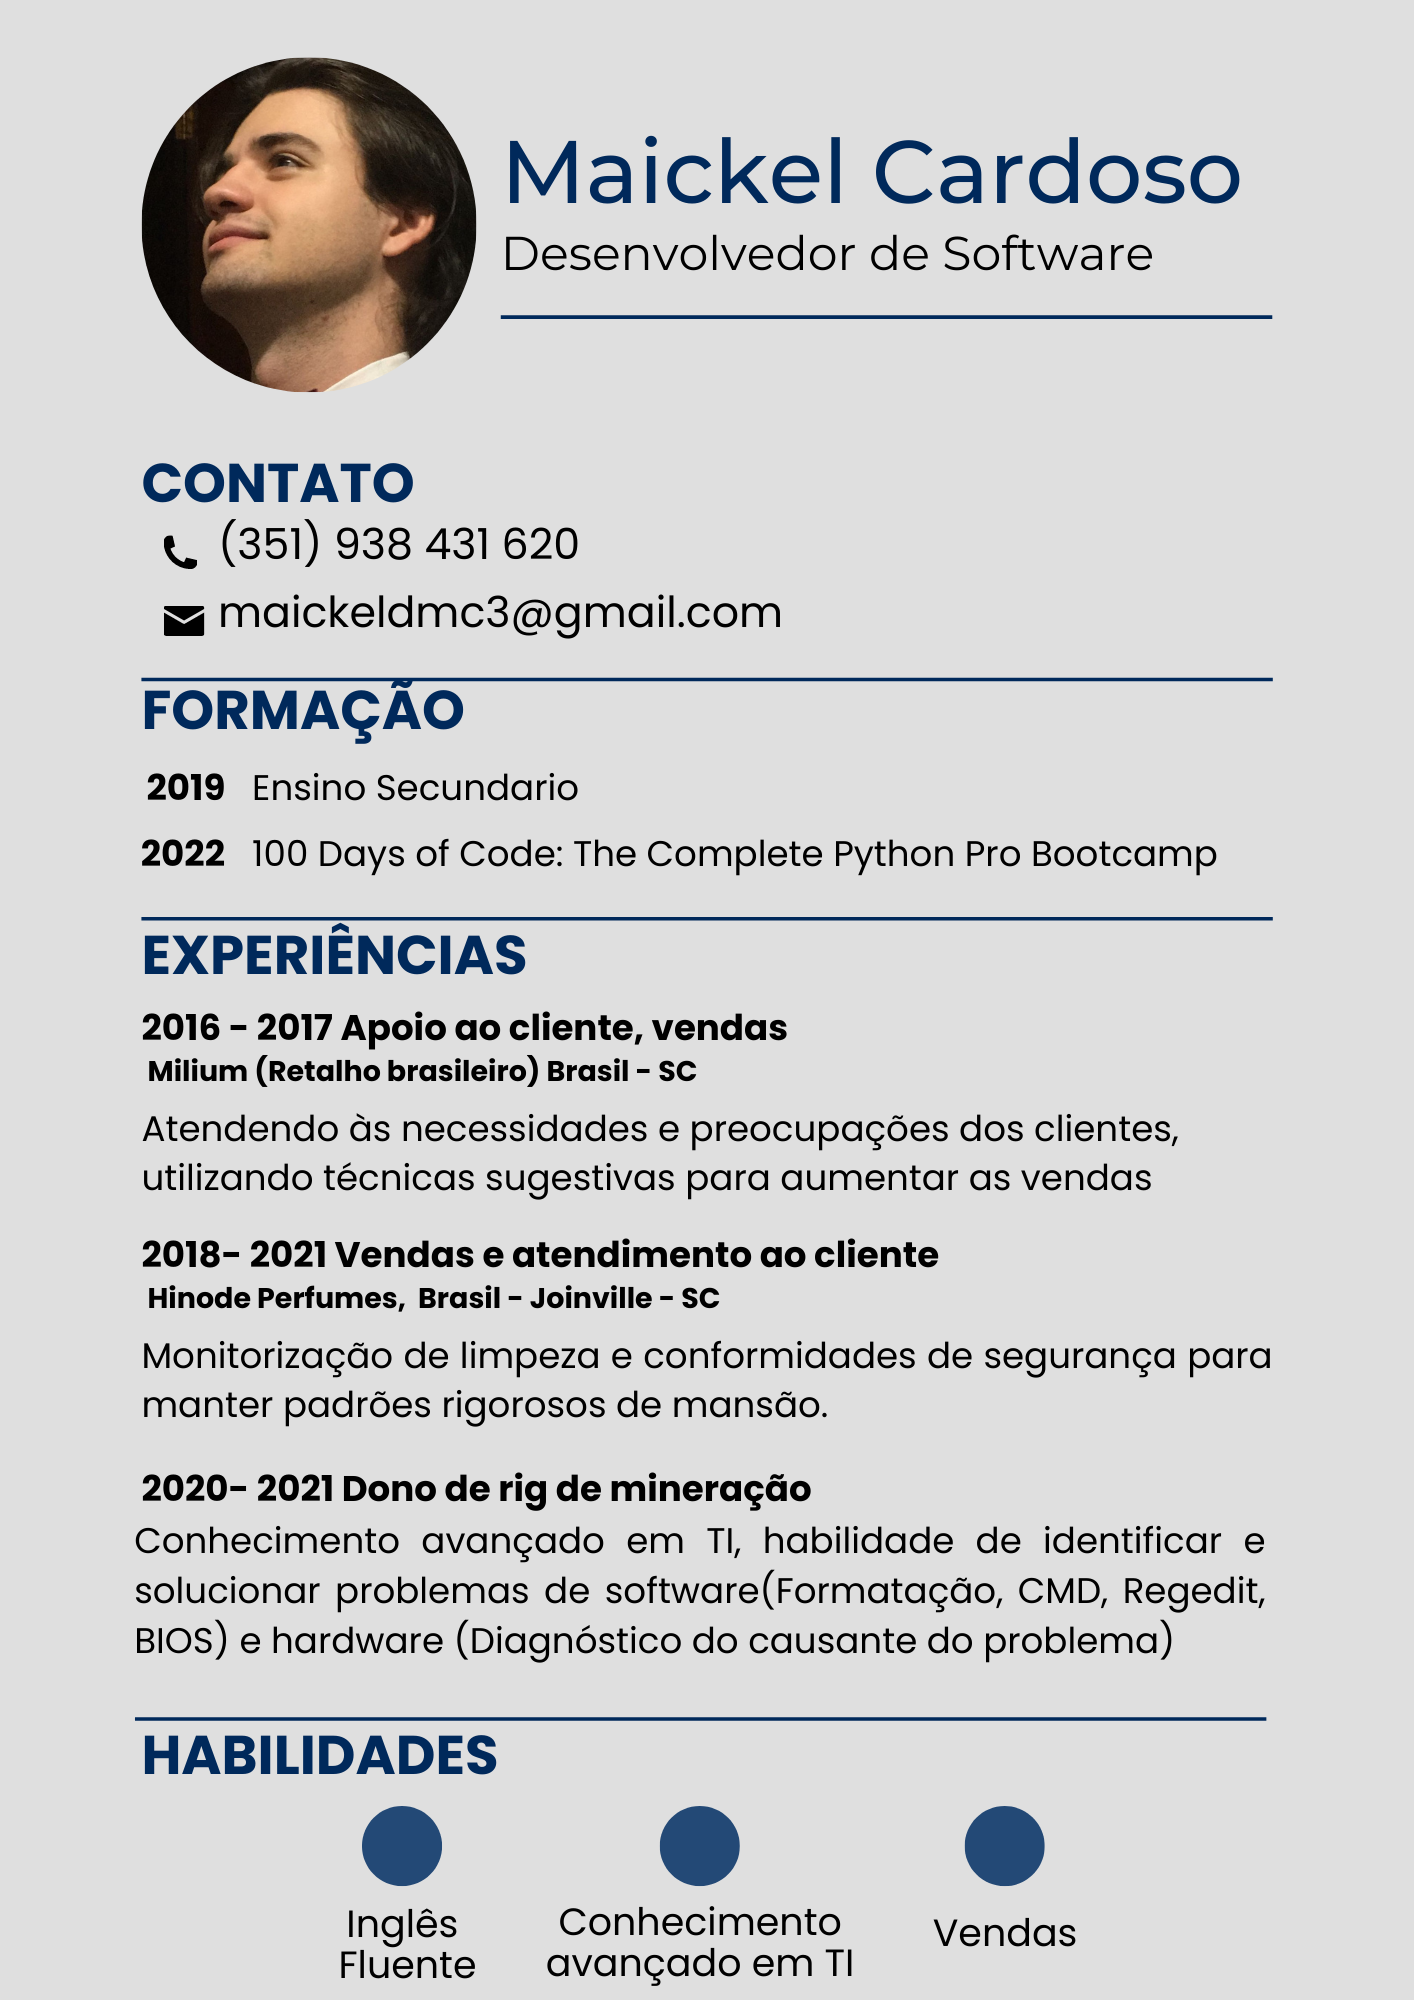 Maickel Cardoso
Desenvolvedor de Software
CONTATO
(351) 938 431 620
maickeldmc3@gmail.com
FORMAÇÃO
2019 Ensino Secundario
2022 100 Days of Code: The Complete Python Pro Bootcamp
EXPERIÊNCIAS
2016 - 2017 Apoio ao cliente, vendas
Milium (Retalho brasileiro) Brasil - SC
Atendendo às necessidades e preocupações dos clientes,
utilizando técnicas sugestivas para aumentar as vendas
2018- 2021 Vendas e atendimento ao cliente
Hinode Perfumes, Brasil - Joinville - SC
Monitorização de limpeza e conformidades de segurança para
manter padrões rigorosos de mansão.
2020- 2021 Dono de rig de mineração
Conhecimento avançado em TI, habilidade de identificar e
solucionar problemas de software(Formatação, CMD, Regedit,
BIOS) e hardware (Diagnóstico do causante do problema)
HABILIDADES
Inglês
Fluente
Conhecimento
avançado em TI
Vendas